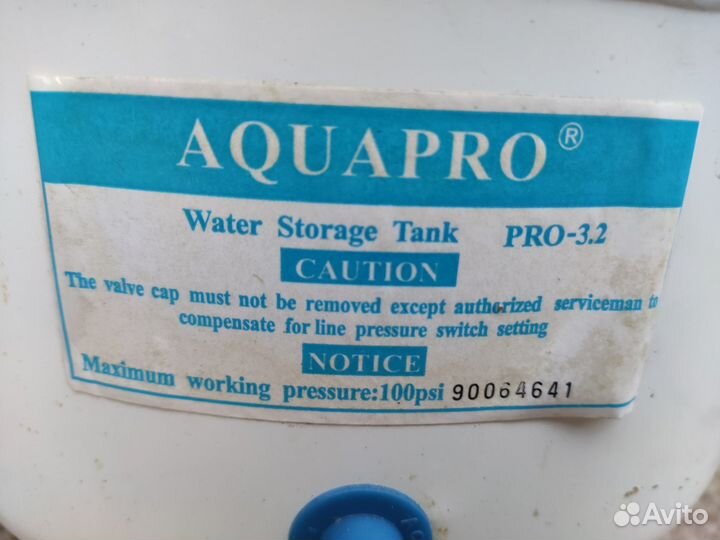 AQUAPRO®
Water Storage Tank PRO-3.2
CAUTION
The valve cap must not be removed except authorized serviceman to
compensate for line pressure switch setting
NOTICE
Maximum working pressure:100psi 90064641
Avito